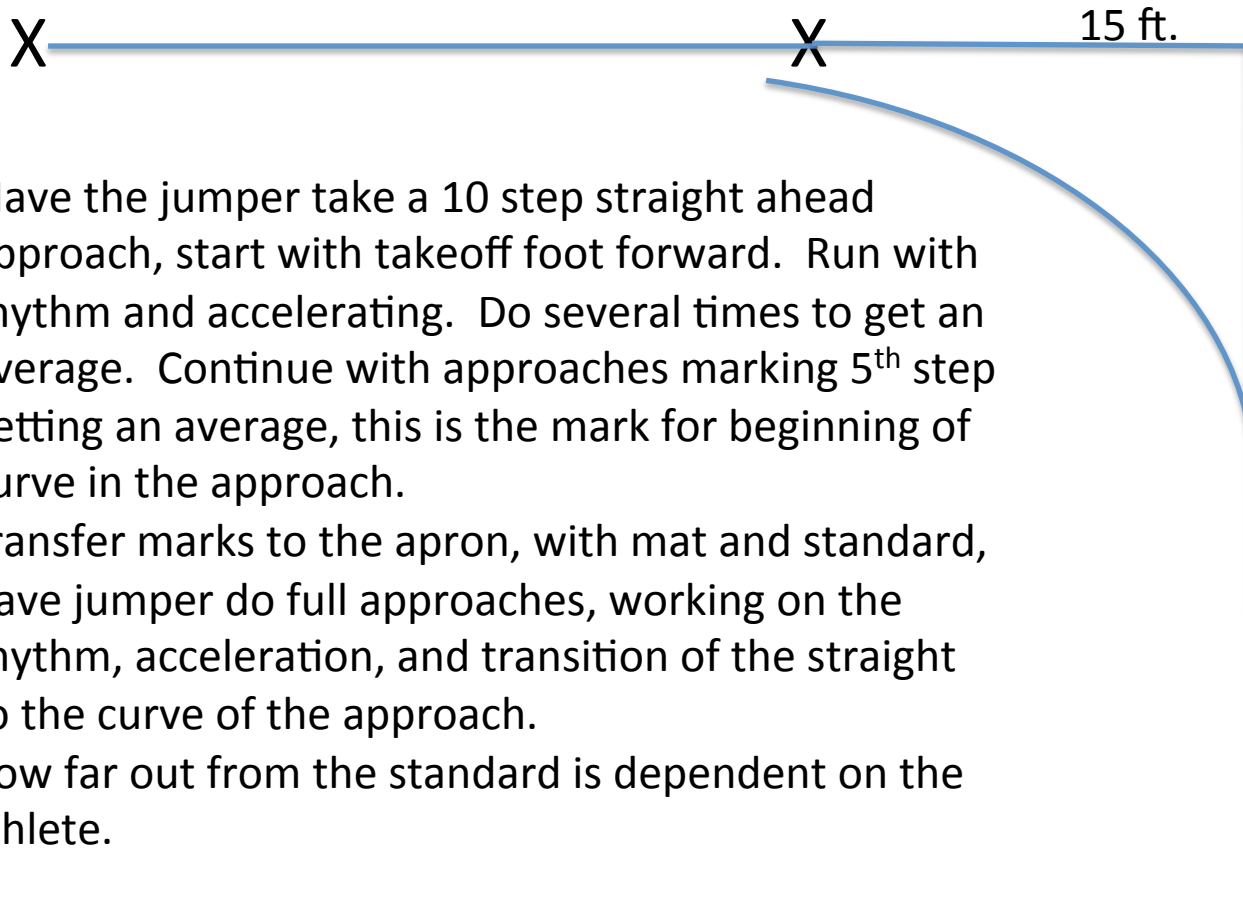 X X 15 ft.
ave the jumper take a 10 step straight ahead
pproach, start with takeoff foot forward. Run with
hythm and accelerating. Do several times to get an
verage. Continue with approaches marking 5th step
etting an average, this is the mark for beginning of
urve in the approach.
ransfer marks to the apron, with mat and standard,
ave jumper do full approaches, working on the
hythm, acceleration, and transition of the straight
o the curve of the approach.
ow far out from the standard is dependent on the
thlete.